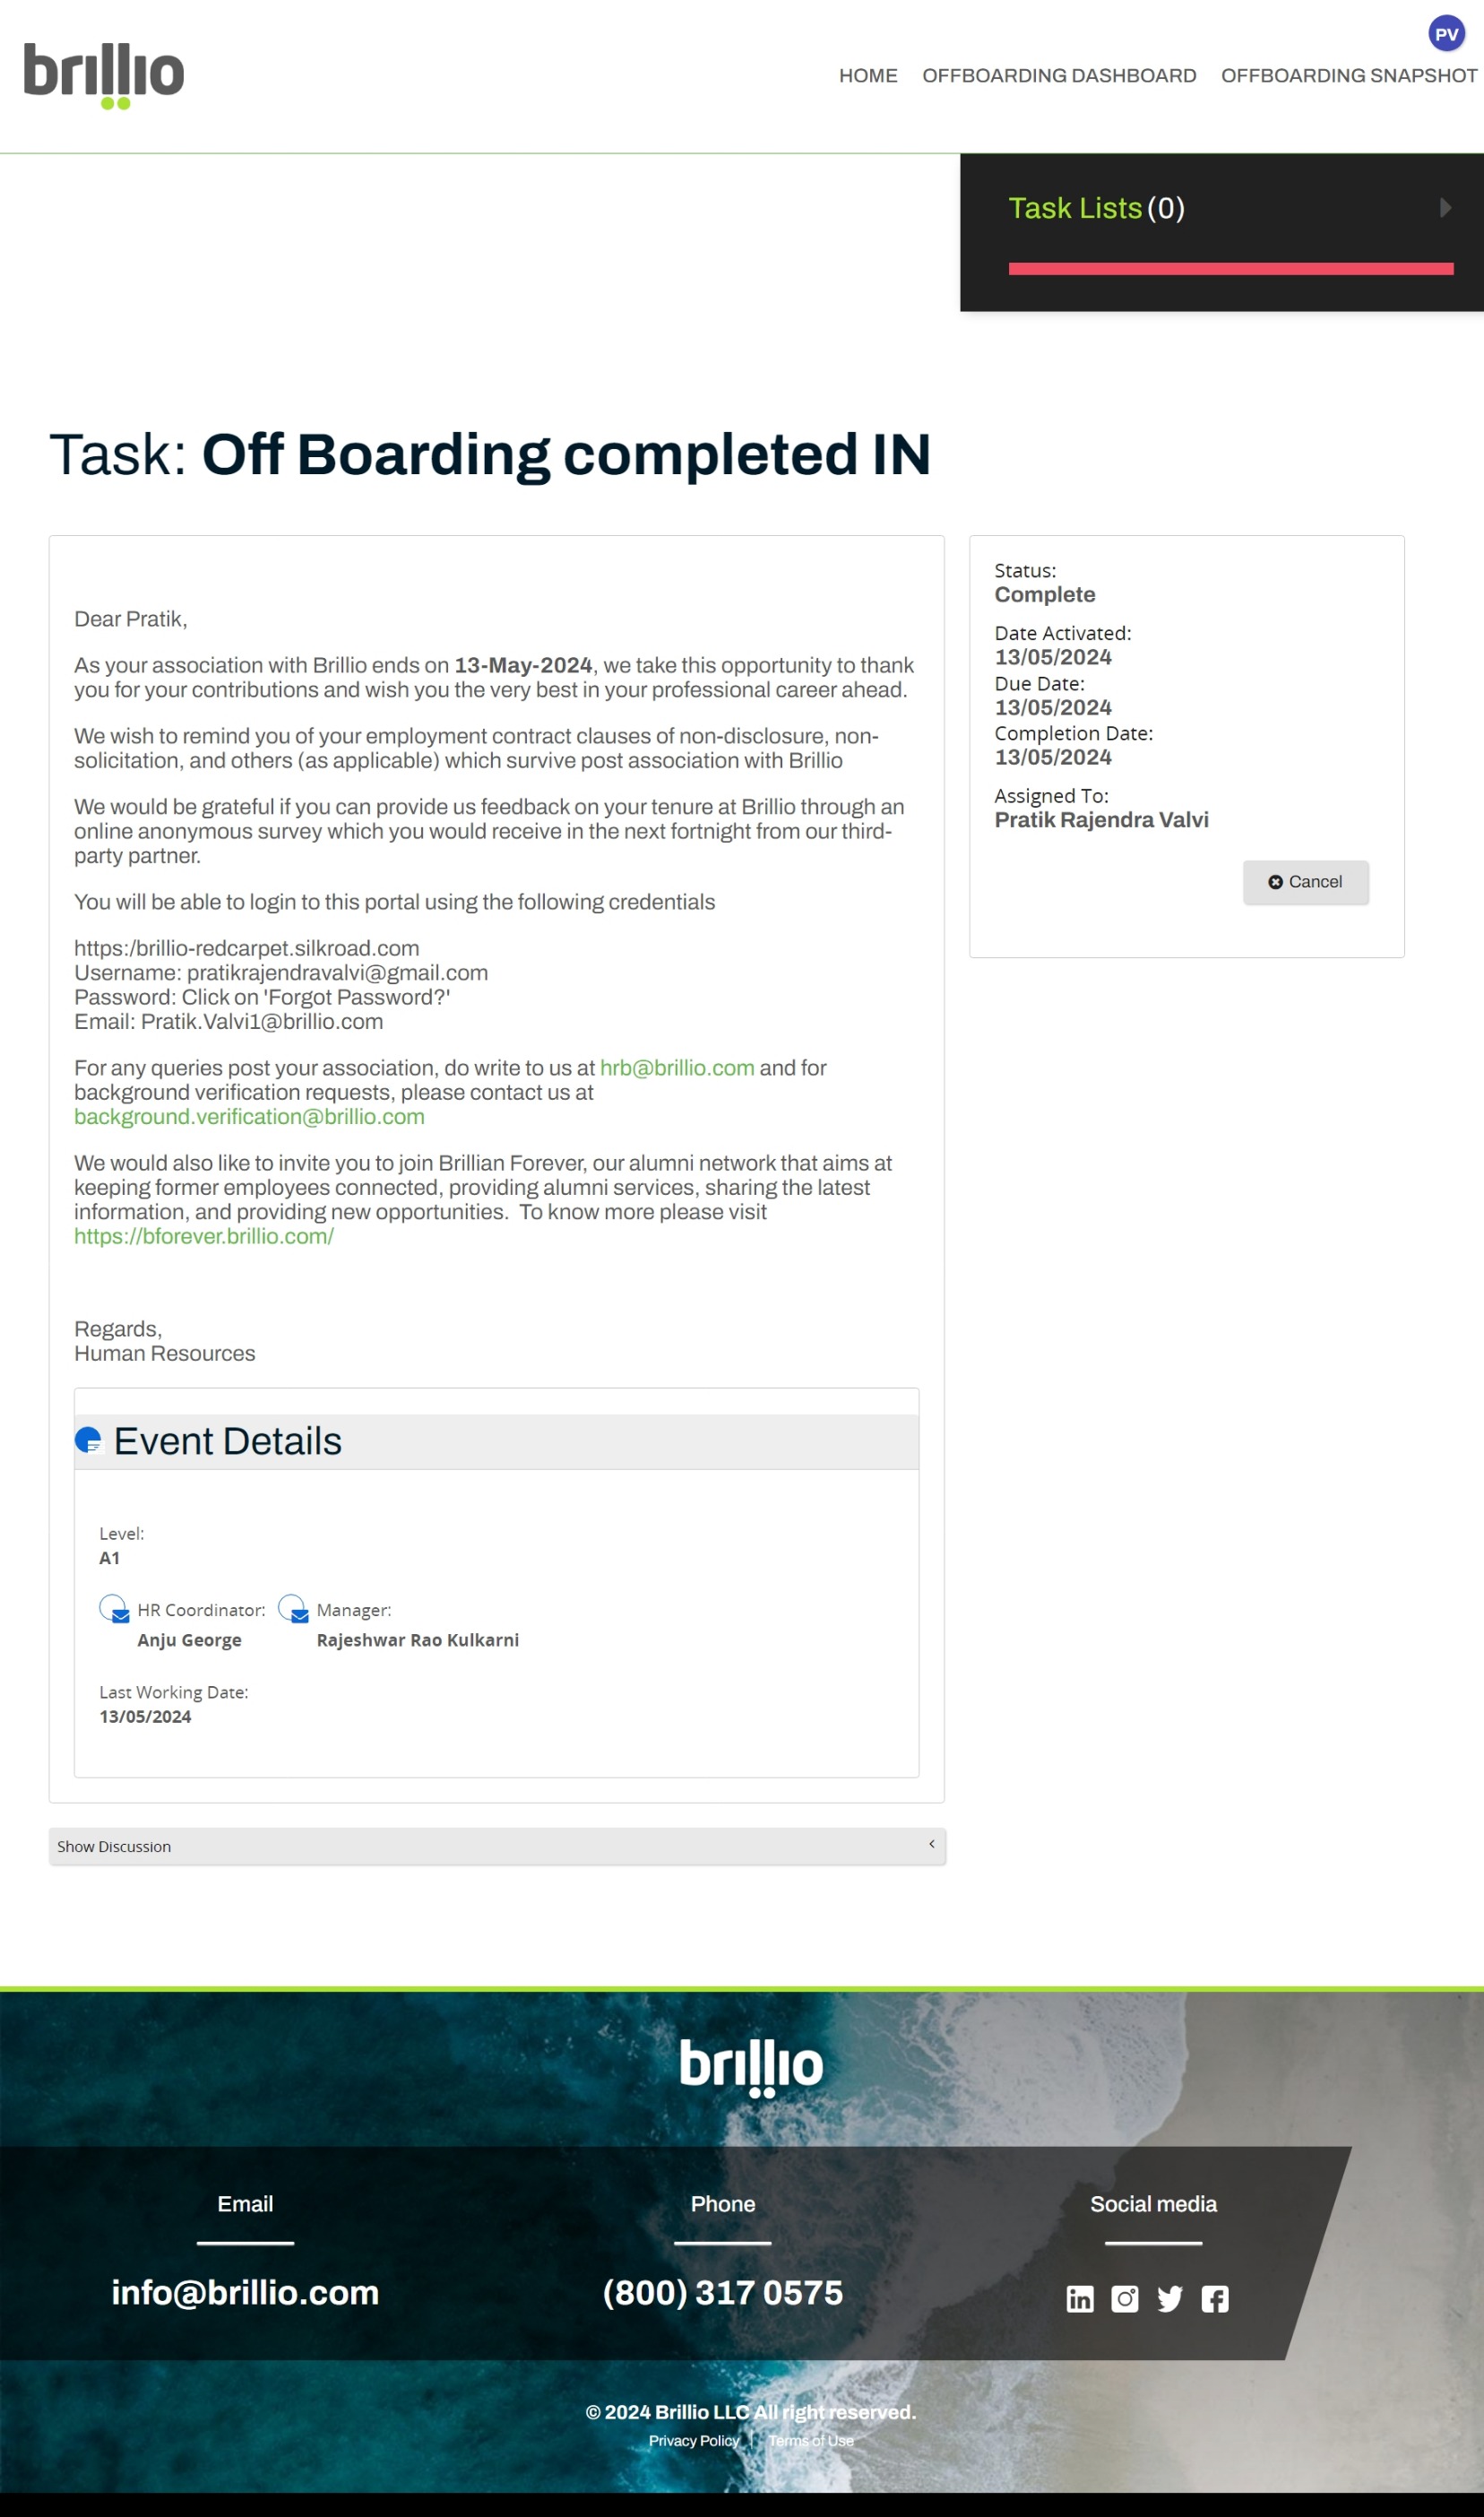 brillio
PV
HOME OFFBOARDING DASHBOARD OFFBOARDING SNAPSHOT
Task Lists (0)
Task: Off Boarding completed IN
Dear Pratik,
As your association with Brillio ends on 13-May-2024, we take this opportunity to thank
you for your contributions and wish you the very best in your professional career ahead.
We wish to remind you of your employment contract clauses of non-disclosure, non-
solicitation, and others (as applicable) which survive post association with Brillio
We would be grateful if you can provide us feedback on your tenure at Brillio through an
online anonymous survey which you would receive in the next fortnight from our third-
party partner.
You will be able to login to this portal using the following credentials
https:/brillio-redcarpet.silkroad.com
Username: pratikrajendravalvi@gmail.com
Password: Click on 'Forgot Password?'
Email: Pratik.Valvi1@brillio.com
For any queries post your association, do write to us at hrb@brillio.com and for
background verification requests, please contact us at
background.verification@brillio.com
We would also like to invite you to join Brillian Forever, our alumni network that aims at
keeping former employees connected, providing alumni services, sharing the latest
information, and providing new opportunities.  To know more please visit
https://bforever.brillio.com/
Regards,
Human Resources
Event Details
Level:
A1
HR Coordinator: Manager:
Anju George Rajeshwar Rao Kulkarni
Last Working Date:
13/05/2024
Show Discussion
Status:
Complete
Date Activated:
13/05/2024
Due Date:
13/05/2024
Completion Date:
13/05/2024
Assigned To:
Pratik Rajendra Valvi
Cancel
brillio
Email Phone Social media
info@brillio.com (800) 317 0575
© 2024 Brillio LLC All right reserved.
Privacy Policy | Terms of Use